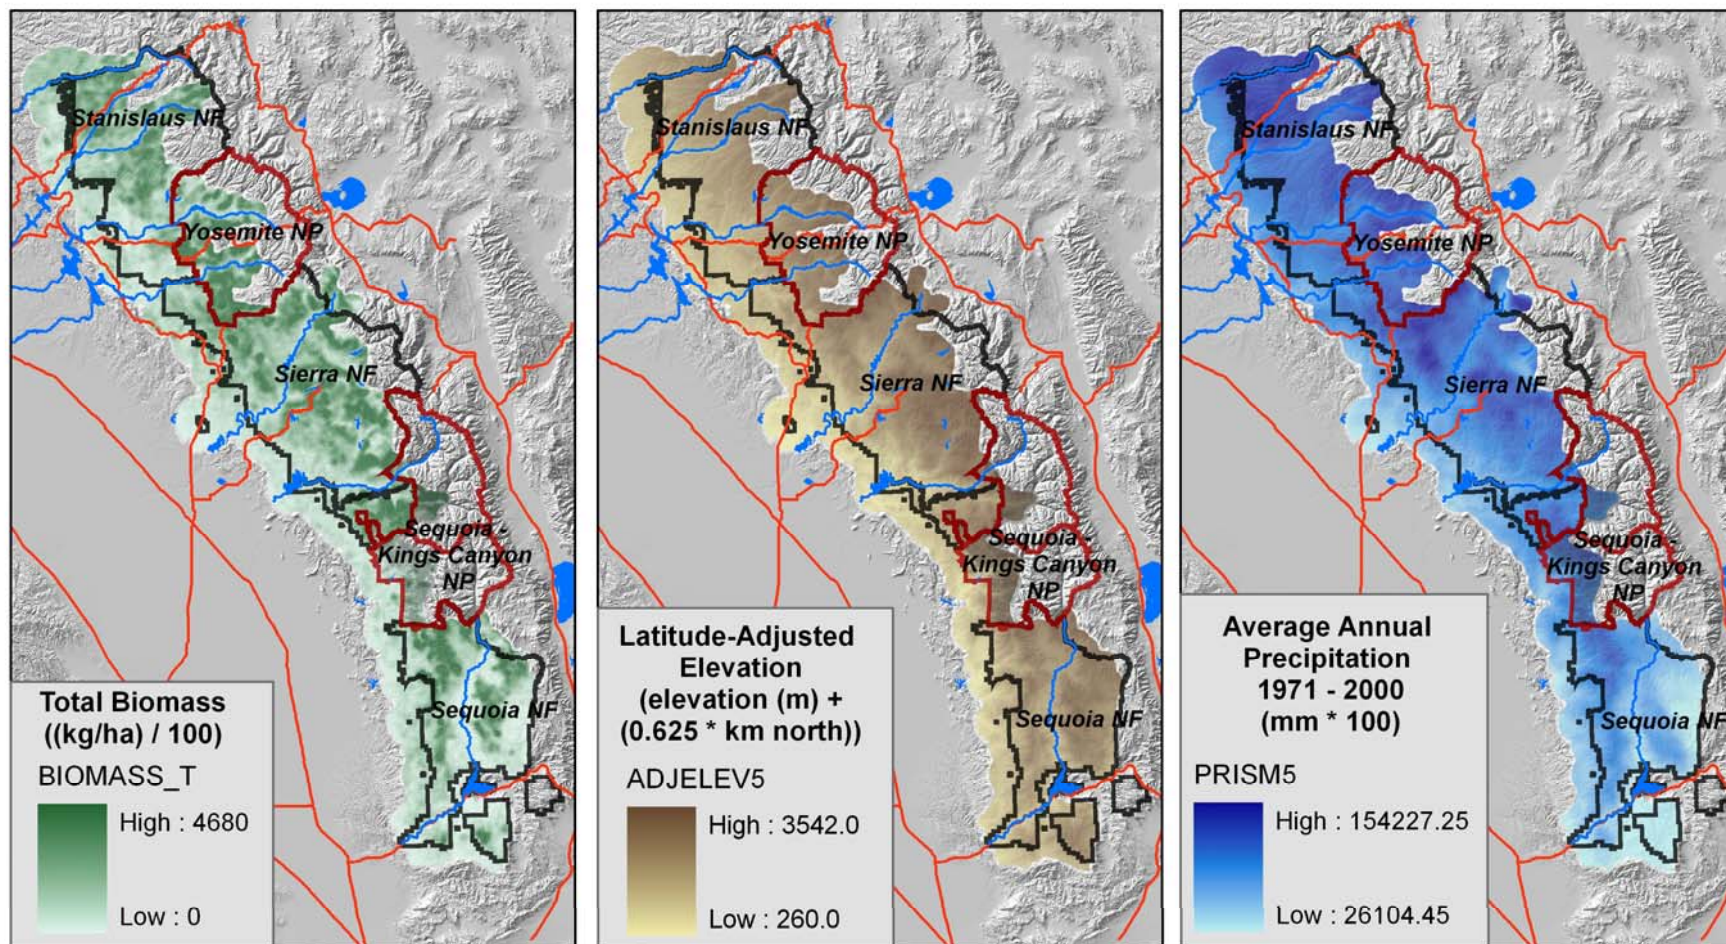 Stanislaus NF
Yosemite NP
Sierra NF
Sequoia -
Kings Canyon
NP
Sequoia NF
Total Biomass
((kg/ha) / 100)
BIOMASS_T
High : 4680
Low : 0
Stanislaus NF
Yosemite NP
Sierra NF
Sequoia -
Kings Canyon
NP
Sequoia NF
Latitude-Adjusted
Elevation
(elevation (m) +
(0.625 * km north))
ADJELEV5
High : 3542.0
Low : 260.0
Stanislaus NF
Yosemite NP
Sierra NF
Sequoia -
Kings Canyon
NP
Sequoia NF
Average Annual
Precipitation
1971 - 2000
(mm * 100)
PRISM5
High : 154227.25
Low : 26104.45